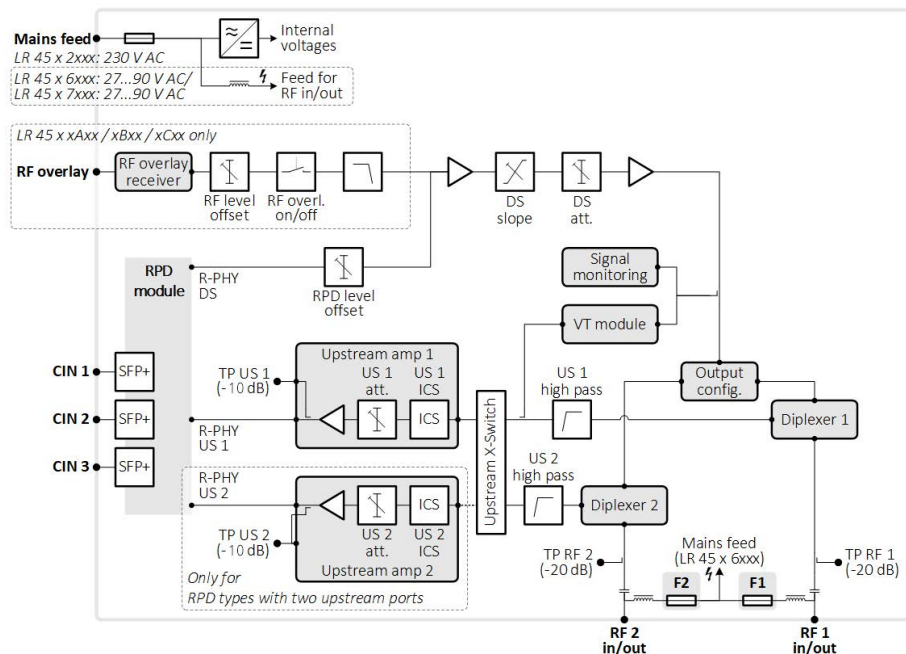 Mains feed
Internal
voltages
LR 45 x 2xxx: 230 V AC
LR 45 x 6xxx: 27...90 V AC/
LR 45 x 7xxx: 27...90 V AC
Feed for
RF in/out
LR 45 x xAxx / xBxx / xCxx only
RF overlay
RF overlay
receiver
RF level
offset
RF overl.
on/off
DS
slope
DS
att.
RPD
module
R-PHY
DS
RPD level
offset
Signal
monitoring
VT module
CIN 1
SFP+
CIN 2
SFP+
CIN 3
SFP+
TP US 1
(- 10 dB)
Upstream amp 1
US 1
att.
US 1
ICS
ICS
R-PHY
US 1
Upstream X-Switch
US 1
high pass
Output
config.
Diplexer 1
R-PHY
US 2
TP US 2
(- 10 dB)
ICS
US 2
att.
US 2
ICS
Upstream amp 2
Only for
RPD types with two upstream ports
US 2
high pass
Diplexer 2
TP RF 2
(-20 dB)
Mains feed
(LR 45 x 6xxx)
TP RF 1
(-20 dB)
F2
F1
RF 2
in/out
RF 1
in/out